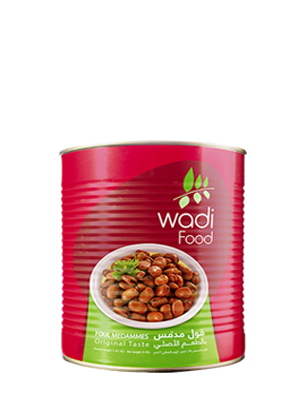 wadi
Food
FOUL MEDAMMES
Original Taste
فول مدمس
بالطعم الأصلي